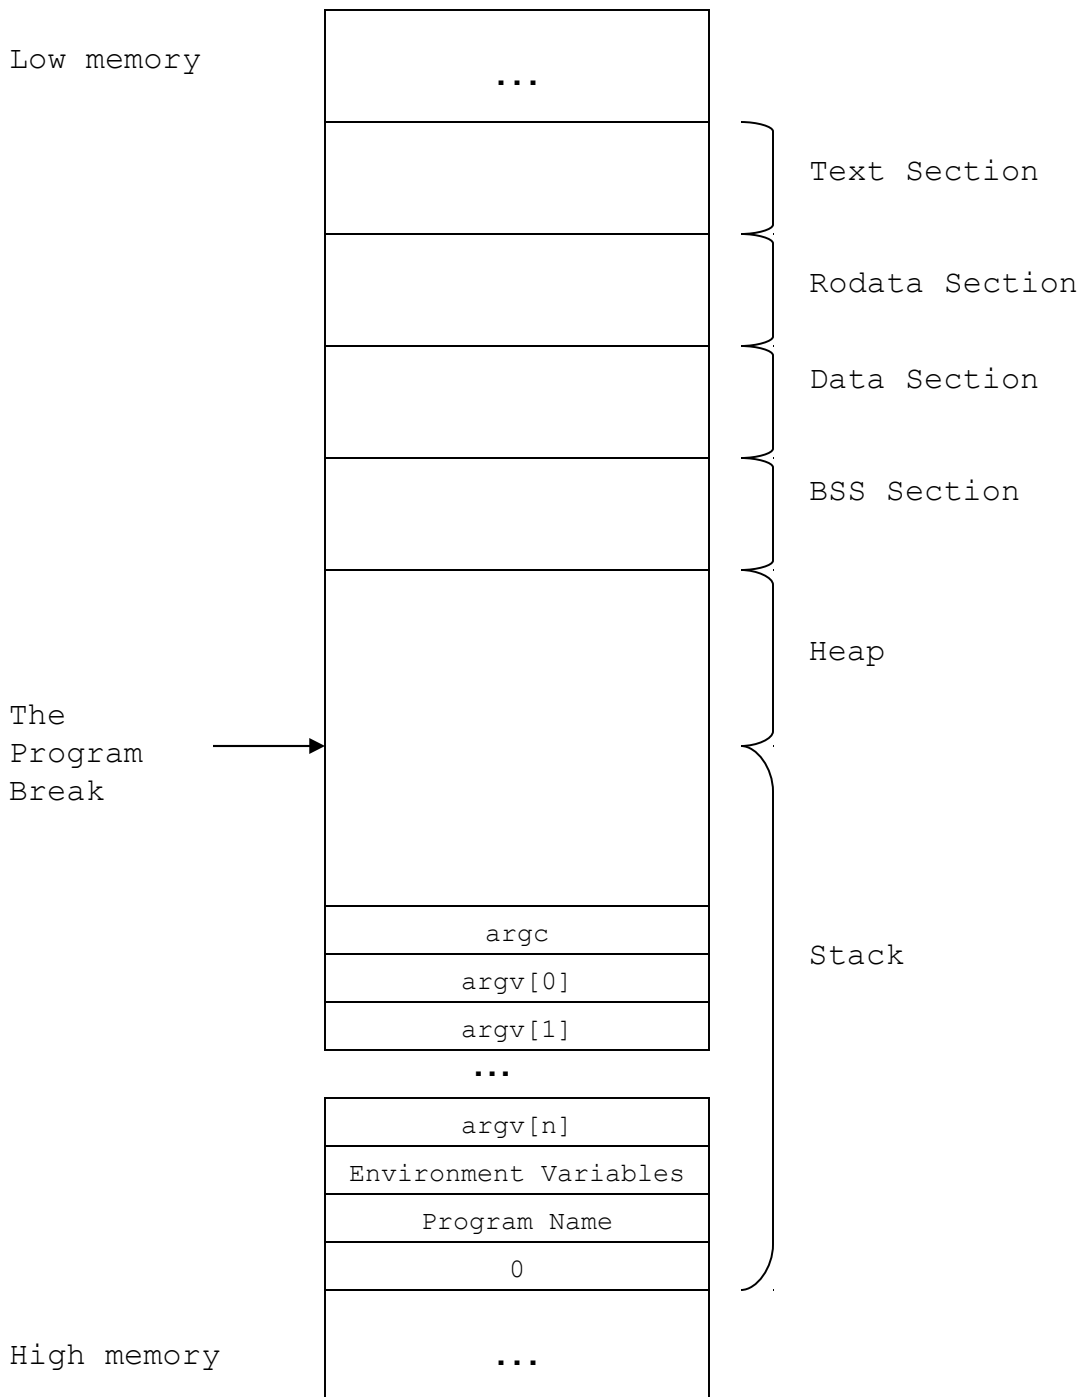 Low memory
...
Text Section
Rodata Section
Data Section
BSS Section
Heap
The
Program
Break
argc
argv[0]
Stack
argv[1]
...
argv[n]
Environment Variables
Program Name
0
High memory
...